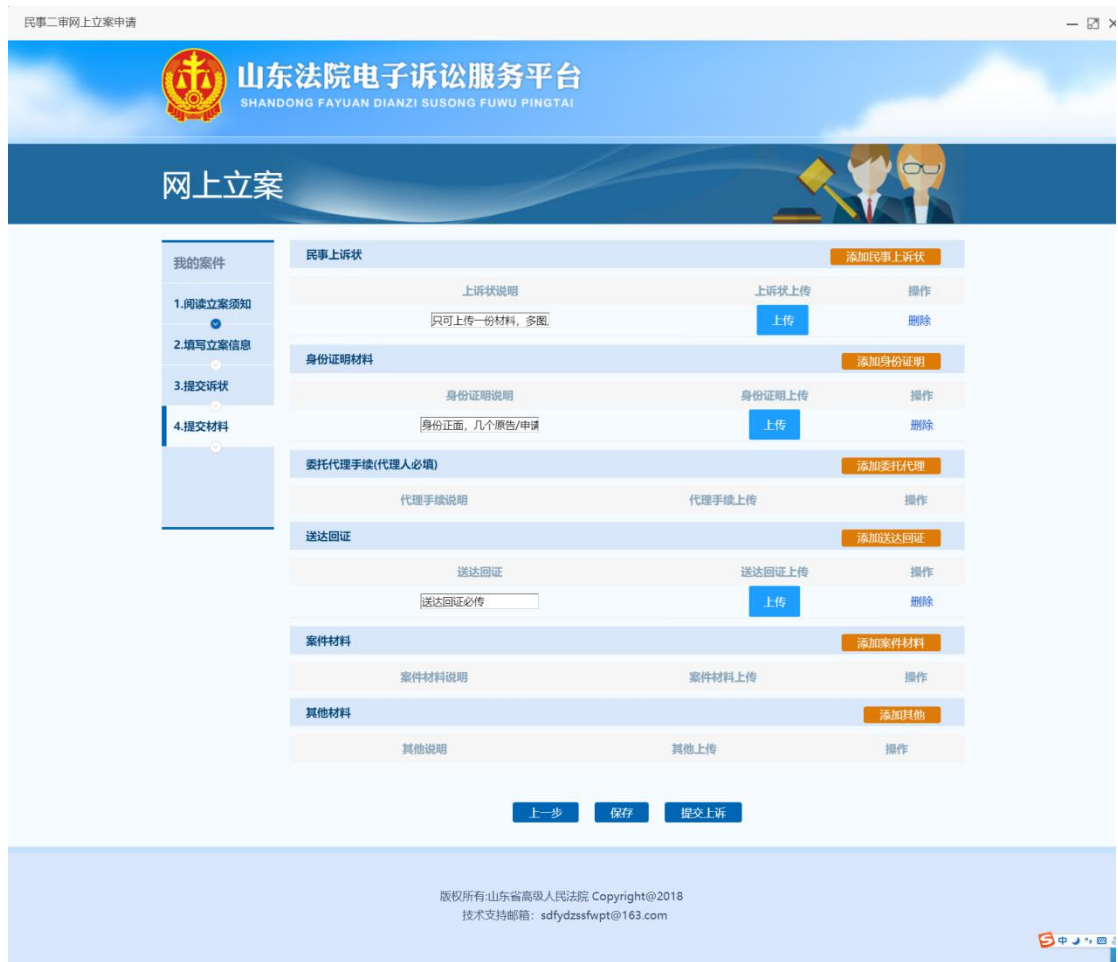 民事二审网上立案申请
山东法院电子诉讼服务平台
SHANDONG FAYUAN DIANZI SUSONG FUWU PINGTAI
网上立案
我的案件
1.阅读立案须知
2.填写立案信息
3.提交诉状
4.提交材料
民事上诉状 添加民事上诉状
上诉状说明 上诉状上传 操作
只可上传一份材料，多图 上传 删除
身份证明材料 添加身份证明
身份证明说明 身份证明上传 操作
身份正面，几个原告/申请 上传 删除
委托代理手续(代理人必填) 添加委托代理
代理手续说明 代理手续上传 操作
送达回证 添加送达回证
送达回证 送达回证上传 操作
送达回证必传 上传 删除
案件材料 添加案件材料
案件材料说明 案件材料上传 操作
其他材料 添加其他
其他说明 其他上传 操作
上一步 保存 提交上诉
版权所有:山东省高级人民法院 Copyright@2018
技术支持邮箱：sdfydzssfwpt@163.com
中